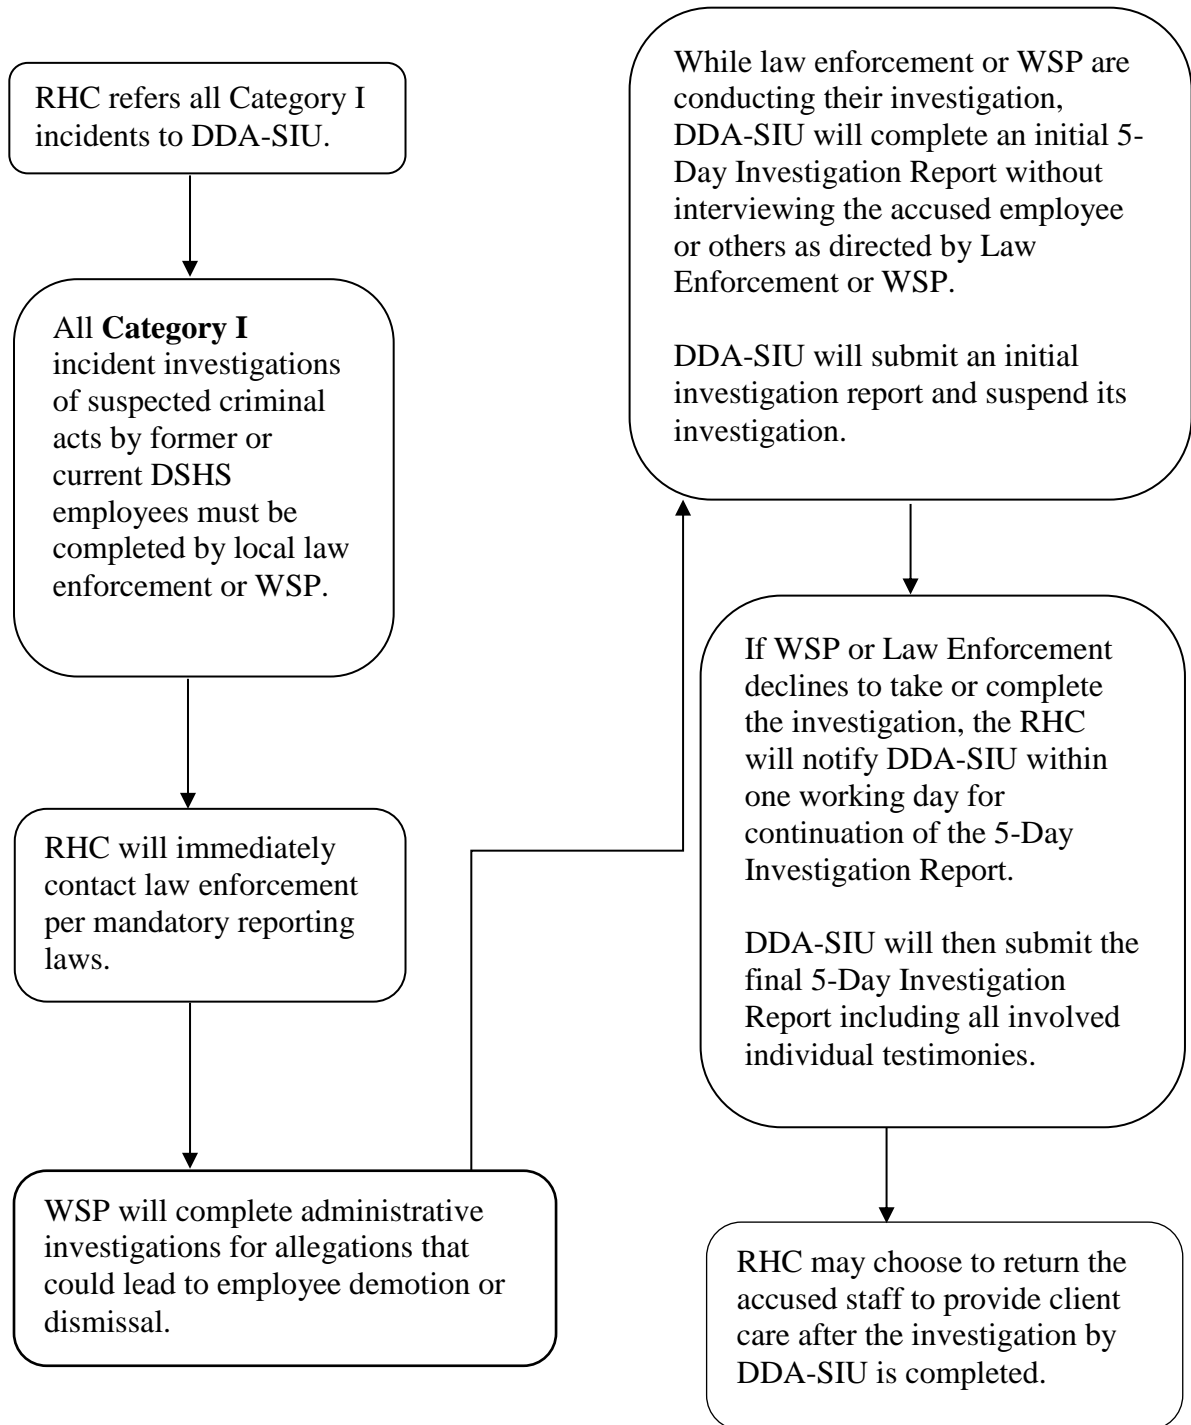 RHC refers all Category I
incidents to DDA-SIU.
All Category I
incident investigations
of suspected criminal
acts by former or
current DSHS
employees must be
completed by local law
enforcement or WSP.
RHC will immediately
contact law enforcement
per mandatory reporting
laws.
WSP will complete administrative
investigations for allegations that
could lead to employee demotion or
dismissal.
While law enforcement or WSP are
conducting their investigation,
DDA-SIU will complete an initial 5-
Day Investigation Report without
interviewing the accused employee
or others as directed by Law
Enforcement or WSP.
DDA-SIU will submit an initial
investigation report and suspend its
investigation.
If WSP or Law Enforcement
declines to take or complete
the investigation, the RHC
will notify DDA-SIU within
one working day for
continuation of the 5-Day
Investigation Report.
DDA-SIU will then submit the
final 5-Day Investigation
Report including all involved
individual testimonies.
RHC may choose to return the
accused staff to provide client
care after the investigation by
DDA-SIU is completed.